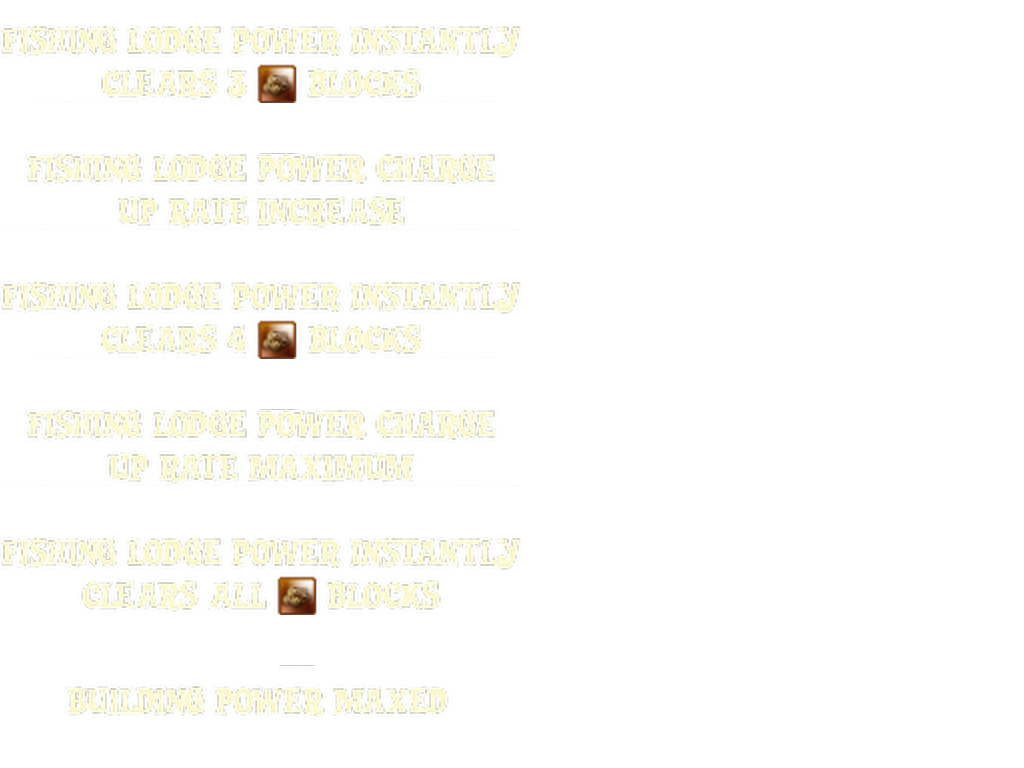 FISHING LODGE POWER INSTANTLY
CLEARS 3 BLOCKS
FISHING LODGE POWER CHARGE
UP RATE INCREASE
FISHING LODGE POWER INSTANTLY
CLEARS 4 BLOCKS
FISHING LODGE POWER CHARGE
UP RATE MAXIMUM
FISHING LODGE POWER INSTANTLY
CLEARS ALL BLOCKS
BUILDING POWER MAXED